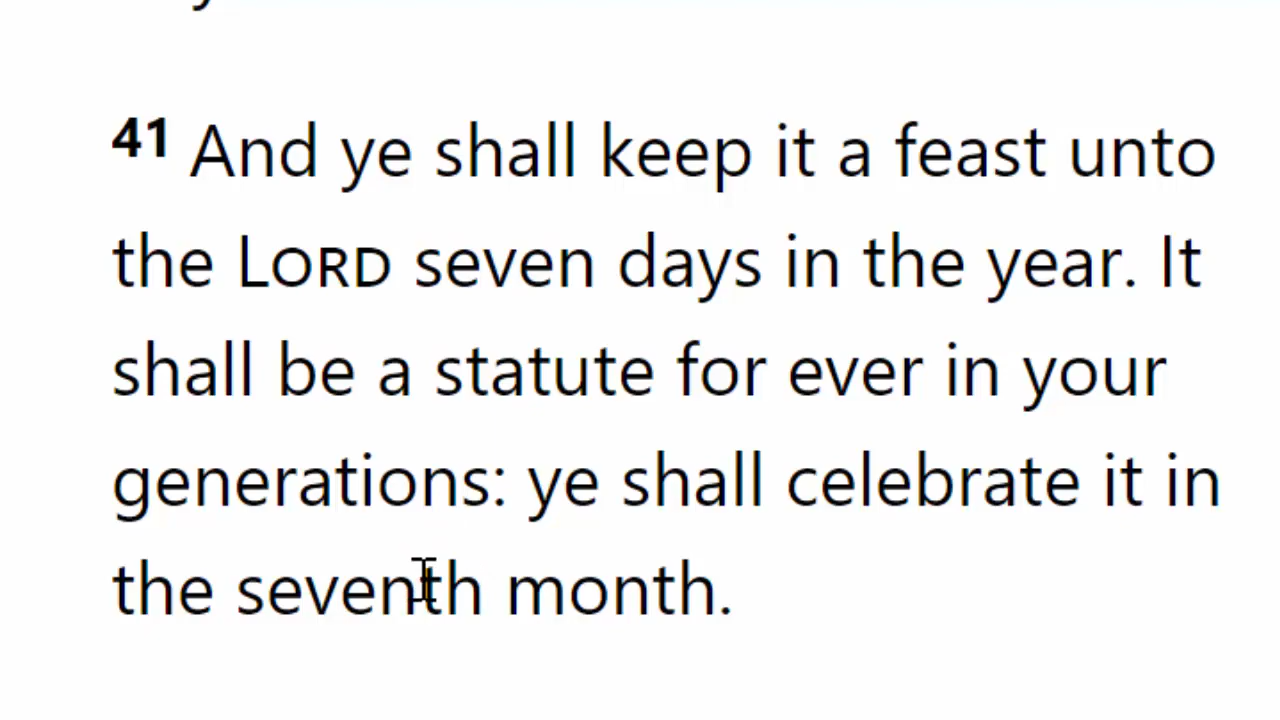 41 And ye shall keep it a feast unto
the LORD seven days in the year. It
shall be a statute for ever in your
generations: ye shall celebrate it in
the seventh month.